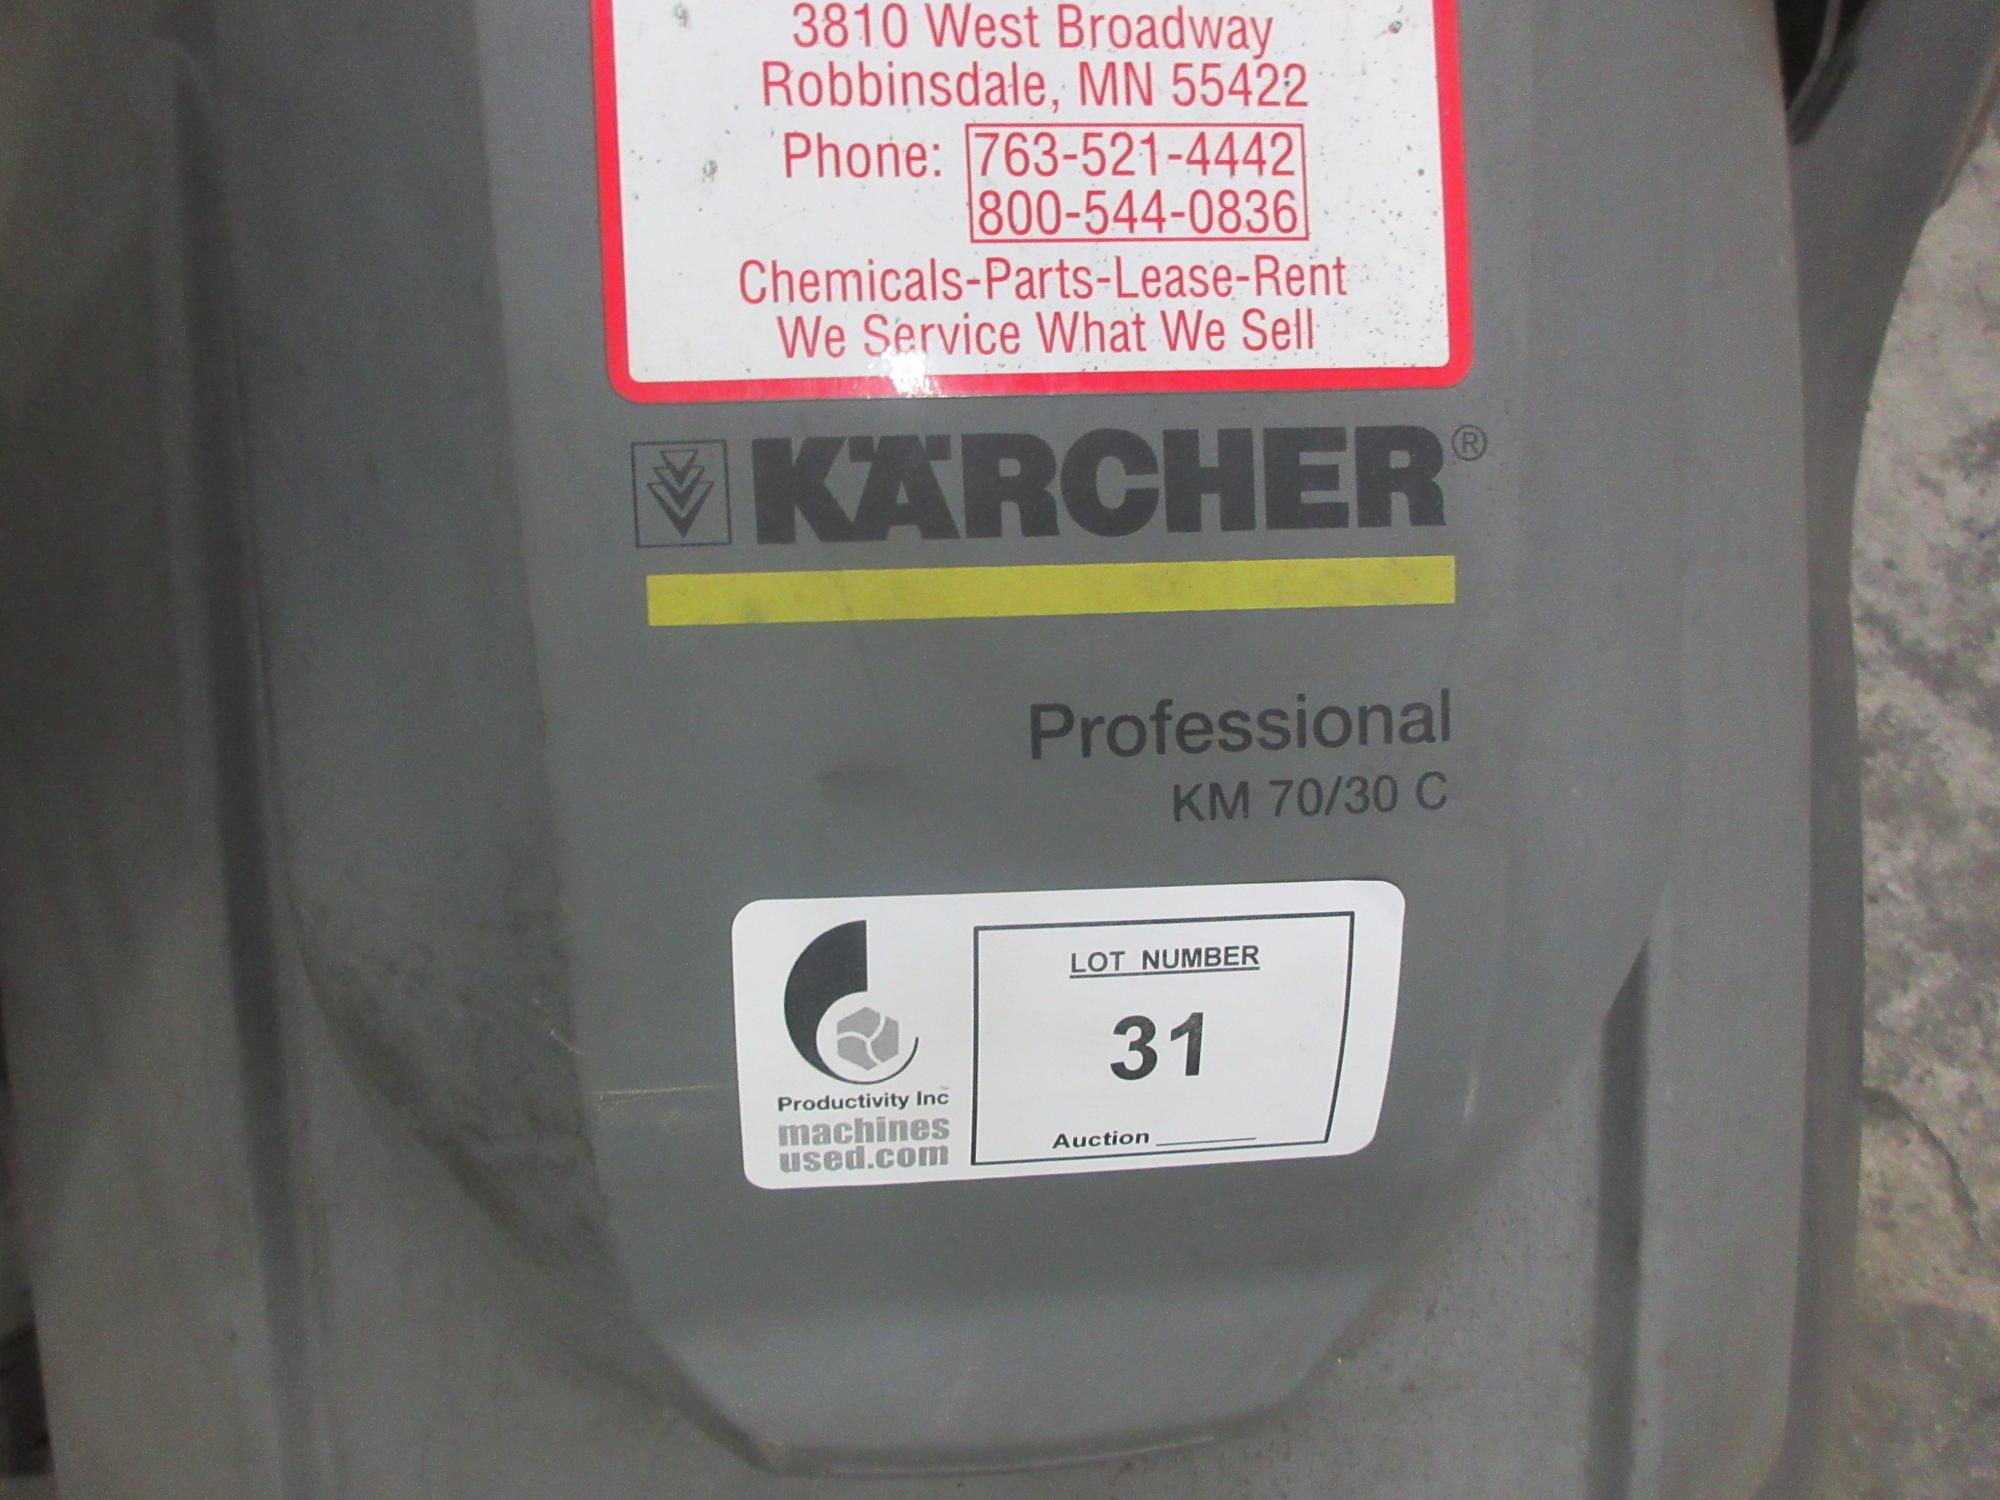 3810 West Broadway
Robbinsdale, MN 55422
Phone: 763-521-4442
800-544-0836
Chemicals-Parts-Lease-Rent
We Service What We Sell
KÄRCHER®
Professional
KM 70/30 C
LOT NUMBER
31
Auction ________
Productivity Inc
machines
used.com